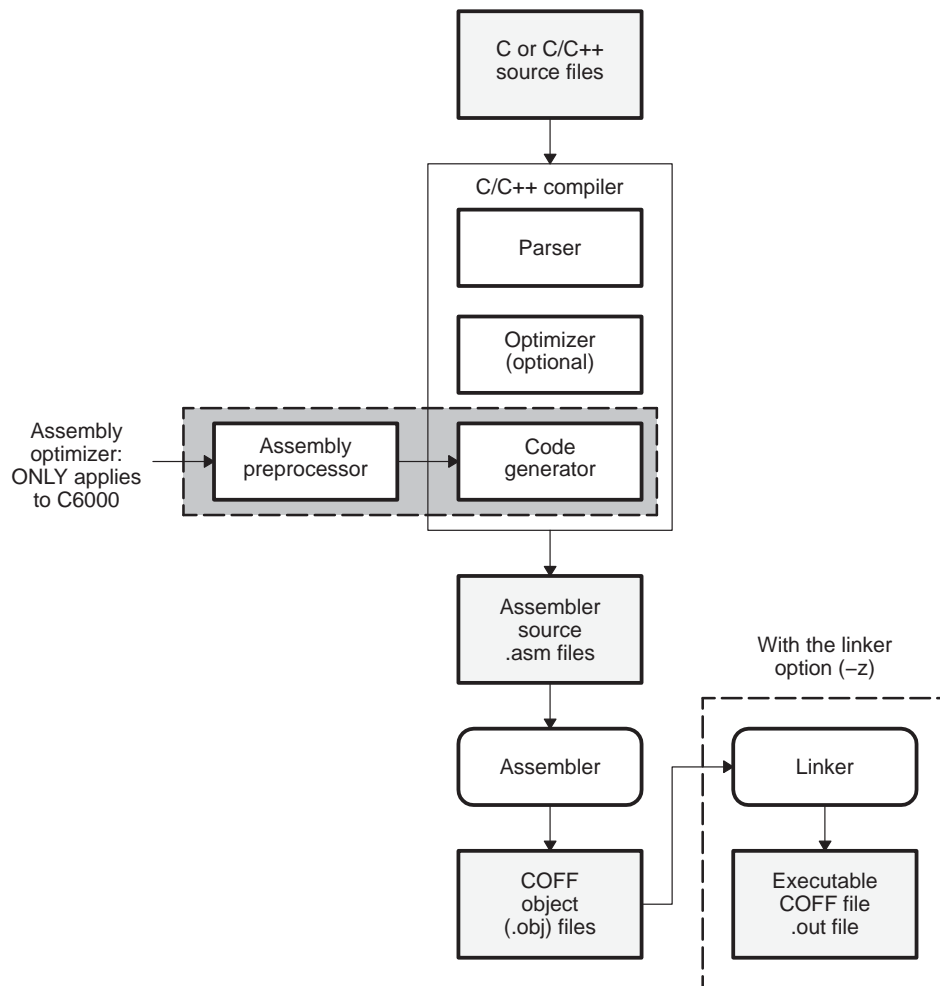 C or C/C++
source files
C/C++ compiler
Parser
Optimizer
(optional)
Assembly
optimizer:
ONLY applies
to C6000
Assembly
preprocessor
Code
generator
Assembler
source
.asm files
With the linker
option (−z)
Assembler
Linker
COFF
object
(.obj) files
Executable
COFF file
.out file